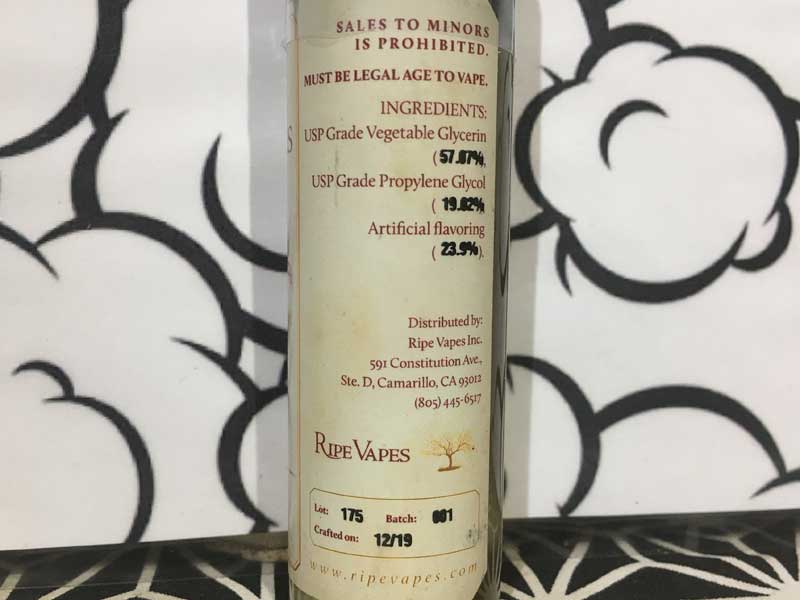 SALES TO MINORS
IS PROHIBITED.
MUST BE LEGAL AGE TO VAPE.
INGREDIENTS:
USP Grade Vegetable Glycerin
(57.07%),
USP Grade Propylene Glycol
( 19.02%
Artificial flavoring
( 23.9%).
Distributed by:
Ripe Vapes Inc.
591 Constitution Ave.,
Ste. D, Camarillo, CA 93012
(805) 445-6517
RIPE VAPES
Lot: 175 Batch: 001
Crafted on: 12/19
www.ripevapes.com